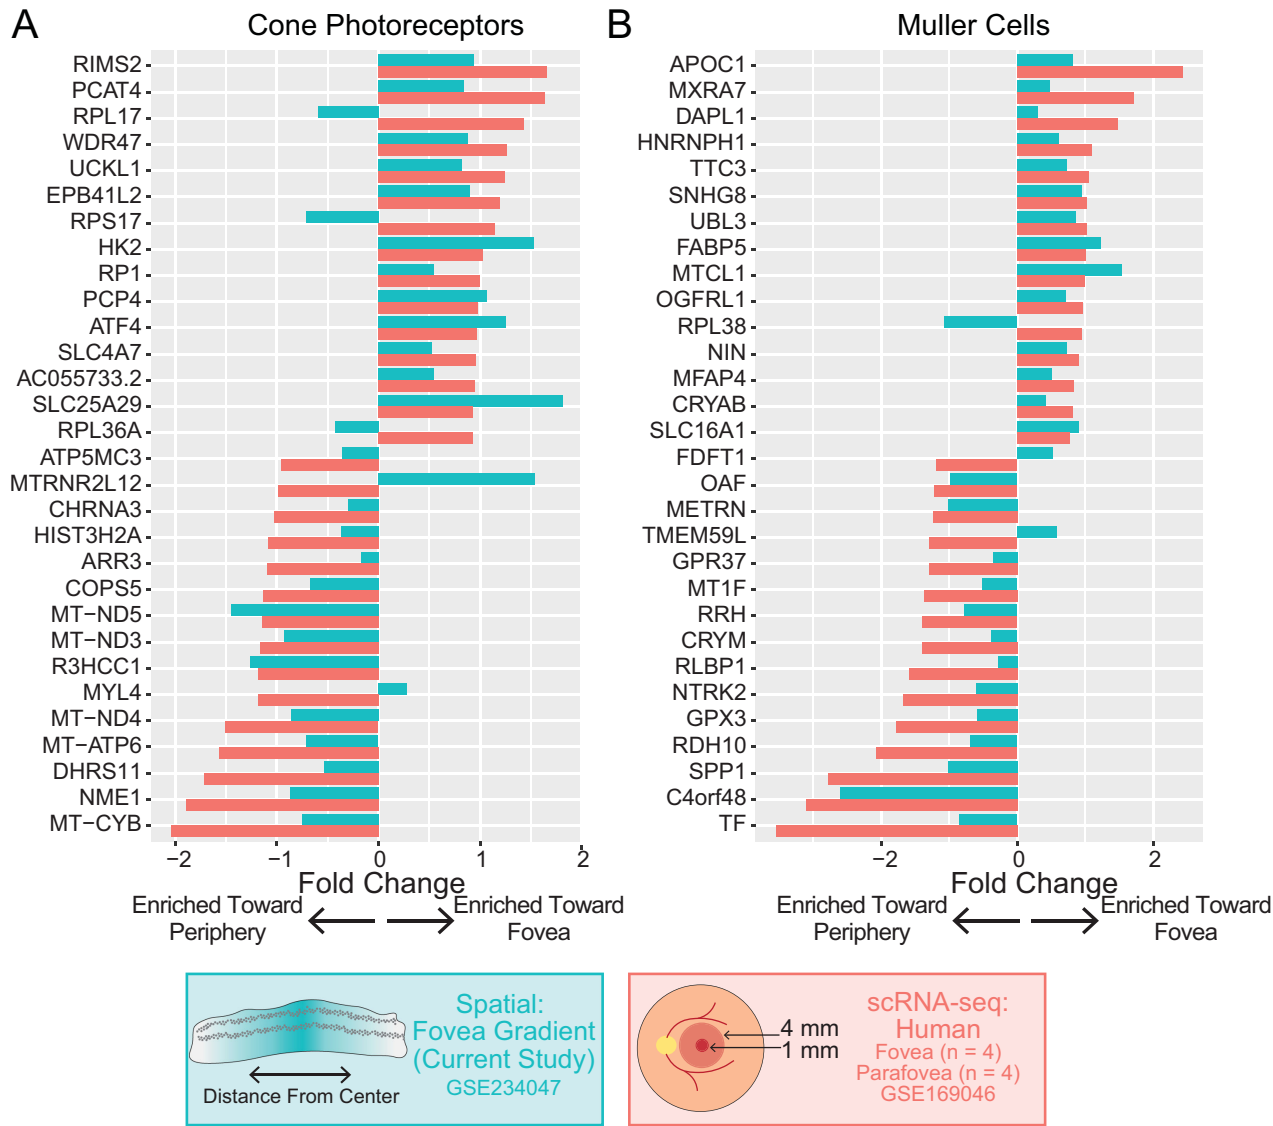 A
Cone Photoreceptors
RIMS2
PCAT4
RPL17
WDR47
UCKL1
EPB41L2
RPS17
HK2
RP1
PCP4
ATF4
SLC4A7
AC055733.2
SLC25A29
RPL36A
ATP5MC3
MTRNR2L12
CHRNA3
HIST3H2A
ARR3
COPS5
MT−ND5
MT−ND3
R3HCC1
MYL4
MT−ND4
MT−ATP6
DHRS11
NME1
MT−CYB
−2 −1 0 1 2
Fold Change
Enriched Toward
Periphery
Enriched Toward
Fovea
B
Muller Cells
APOC1
MXRA7
DAPL1
HNRNPH1
TTC3
SNHG8
UBL3
FABP5
MTCL1
OGFRL1
RPL38
NIN
MFAP4
CRYAB
SLC16A1
FDFT1
OAF
METRN
TMEM59L
GPR37
MT1F
RRH
CRYM
RLBP1
NTRK2
GPX3
RDH10
SPP1
C4orf48
TF
−2 0 2
Fold Change
Enriched Toward
Periphery
Enriched Toward
Fovea
Spatial:
Fovea Gradient
(Current Study)
GSE234047
Distance From Center
4 mm
1 mm
scRNA-seq:
Human
Fovea (n = 4)
Parafovea (n = 4)
GSE169046